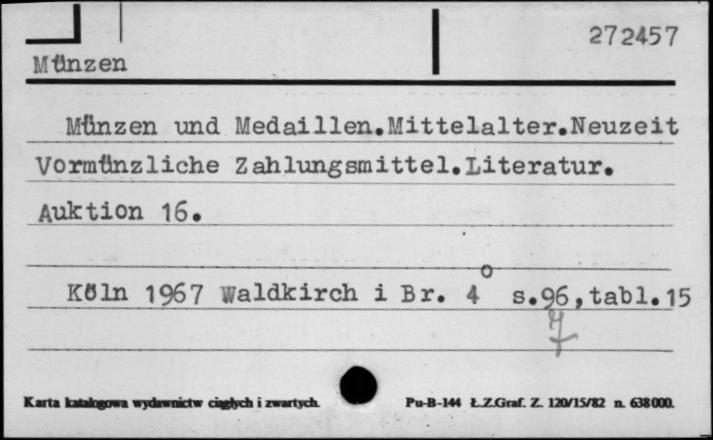 272457
Münzen
Münzen und Medaillen.Mittelalter.Neuzeit
Vormünzliche Zahlungsmittel.Literatur.
Auktion 16.
Köln 1967 Waldkirch i Br. 4° s.96,tabl.15
Karta katalogowa wydawnictw ciągłych i zwartych. Pu-B-144 Ł.Z.Graf. Z. 120/15/82 n. 638000.